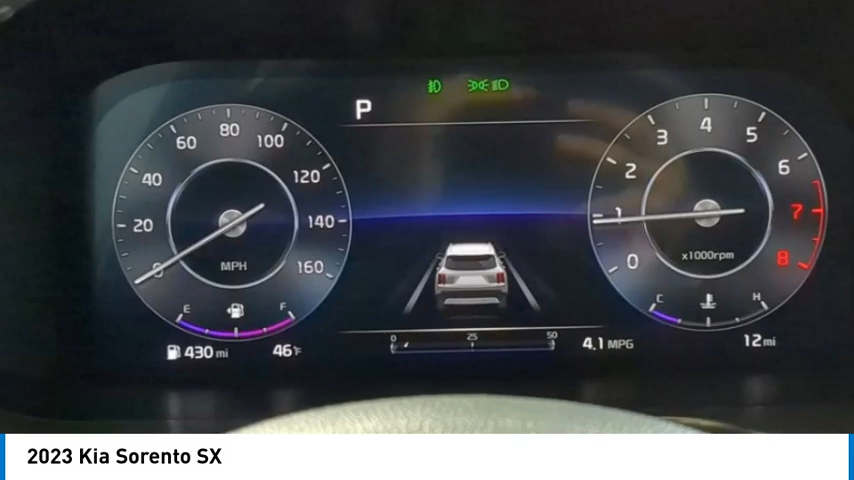 P
0 20 40 60 80 100 120 140 160
MPH
E F
430 mi 46°F
0 25 50
4.1 MPG
0 1 2 3 4 5 6 7 8
x1000rpm
C H
12 mi
2023 Kia Sorento SX